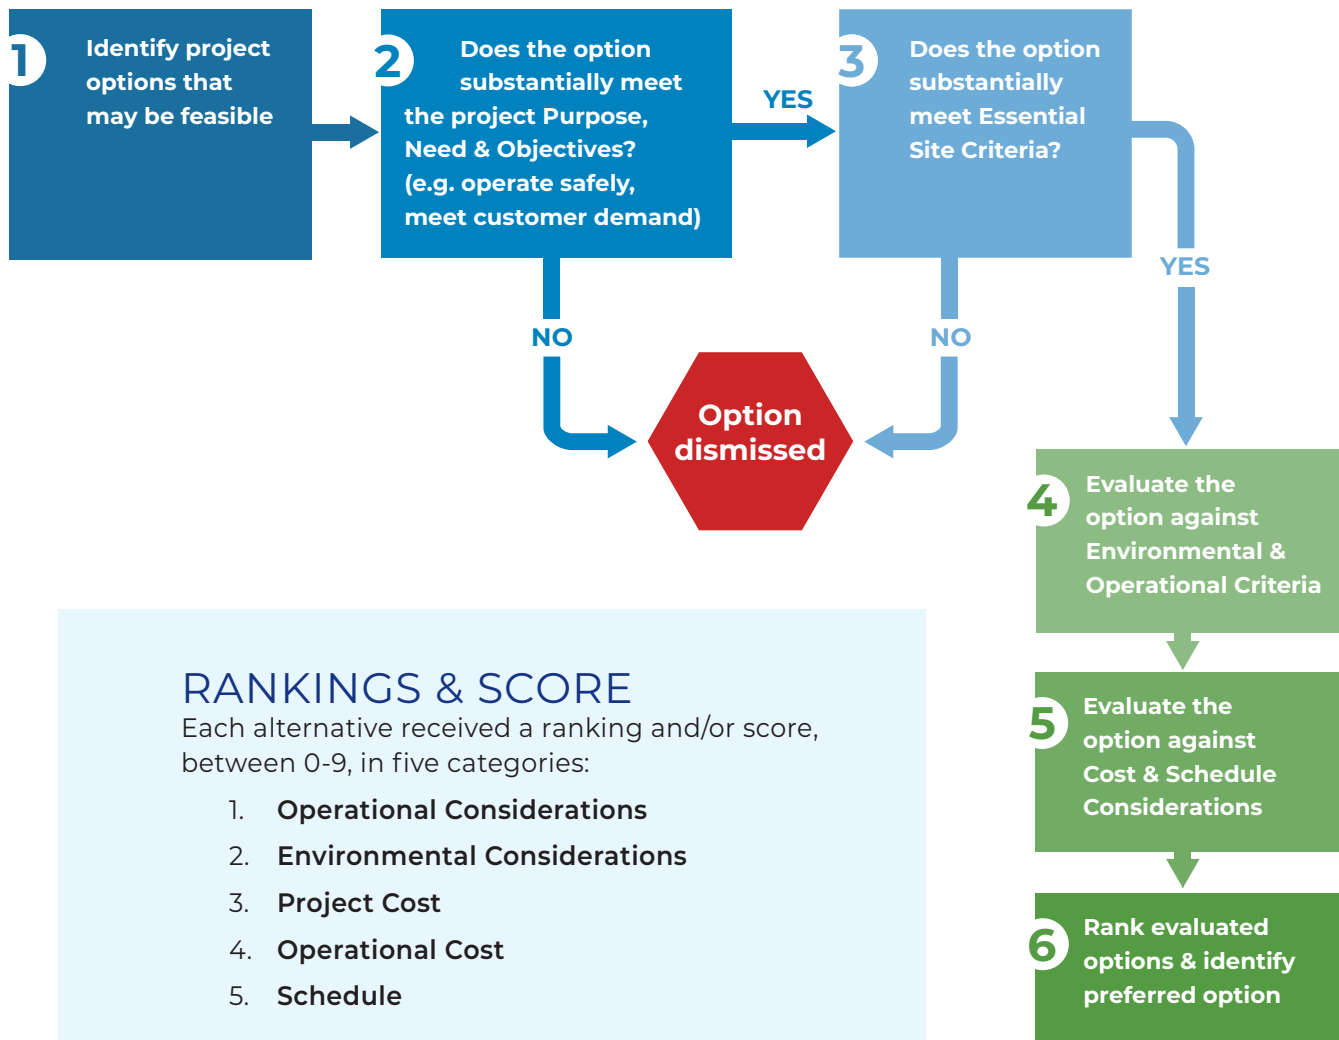 1
Identify project
options that
may be feasible
2
Does the option
substantially meet
the project Purpose,
Need & Objectives?
(e.g. operate safely,
meet customer demand)
YES
3
Does the option
substantially
meet Essential
Site Criteria?
YES
NO
NO
Option
dismissed
4
Evaluate the
option against
Environmental &
Operational Criteria
5
Evaluate the
option against
Cost & Schedule
Considerations
6
Rank evaluated
options & identify
preferred option
RANKINGS & SCORE
Each alternative received a ranking and/or score,
between 0-9, in five categories:
1. Operational Considerations
2. Environmental Considerations
3. Project Cost
4. Operational Cost
5. Schedule